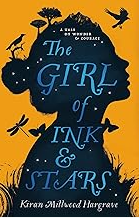 A TALE
OF WONDER &
COURAGE
The
GIRL
of
INK
&
STARS
Kiran Millwood Hargrave